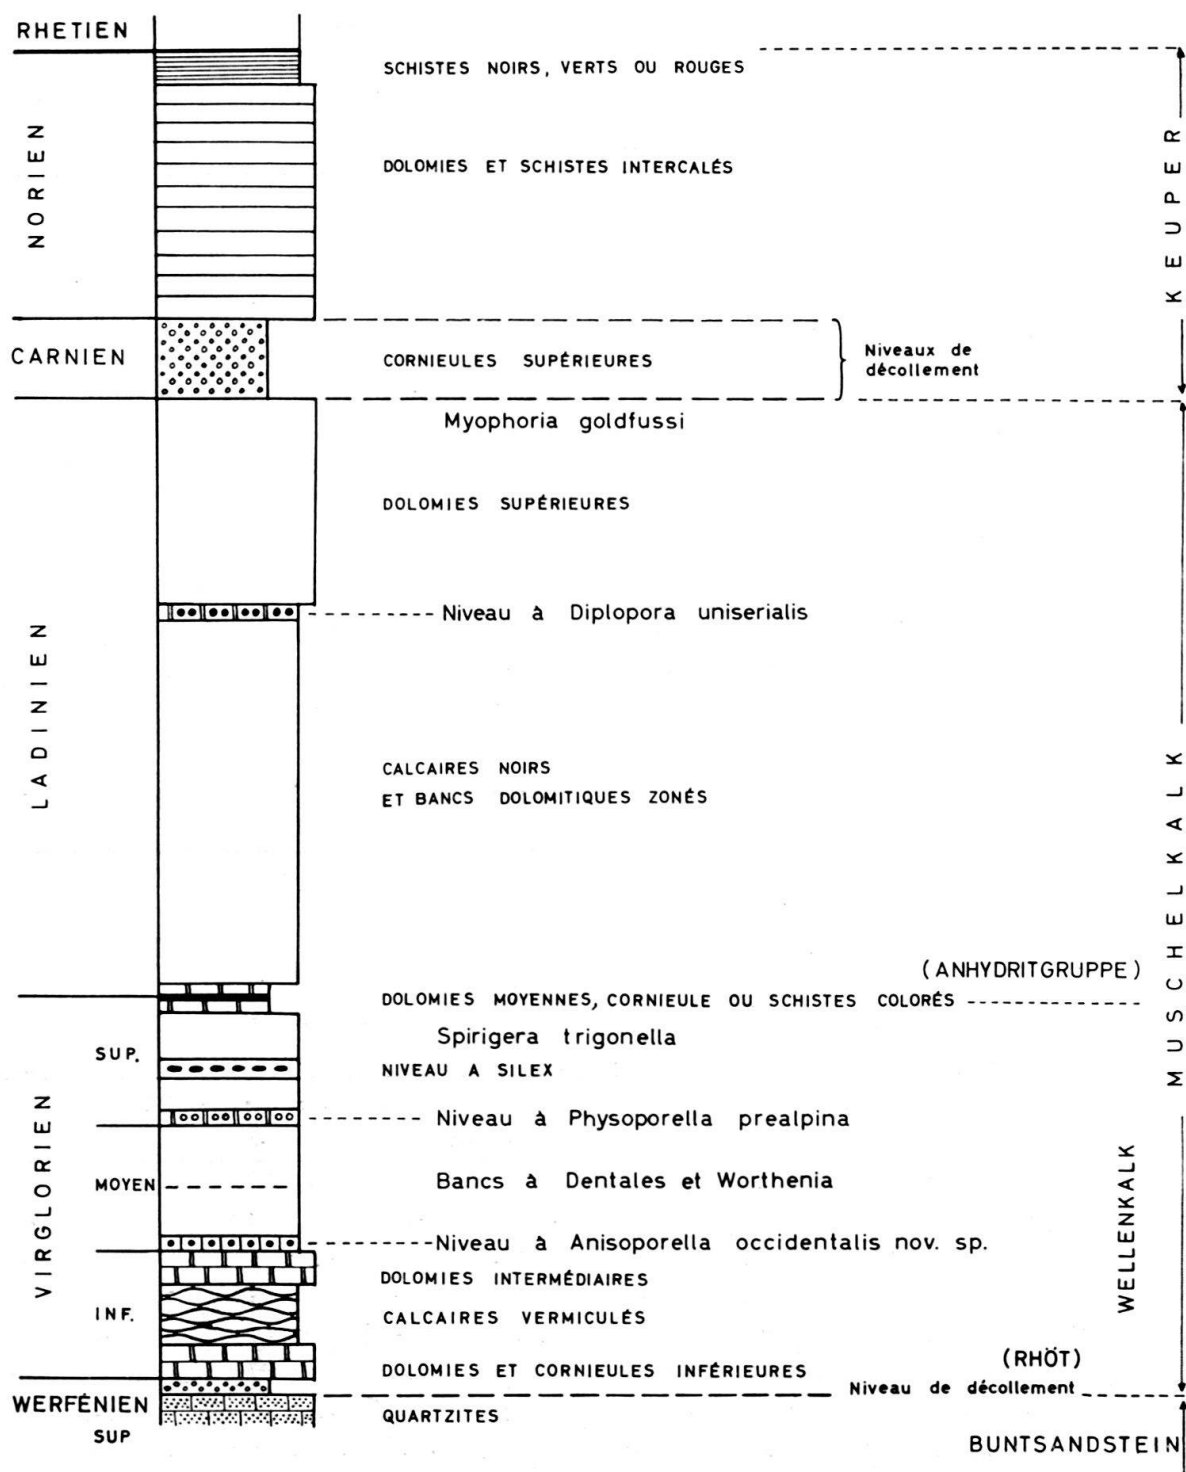 RHETIEN
SCHISTES NOIRS, VERTS OU ROUGES
NORIEN
DOLOMIES ET SCHISTES INTERCALÉS
KEUPER
CARNIEN
CORNIEULES SUPÉRIEURES
Niveaux de
décollement
Myophoria goldfussi
DOLOMIES SUPÉRIEURES
Niveau à Diplopora uniserialis
LADINIEN
CALCAIRES NOIRS
ET BANCS DOLOMITIQUES ZONÉS
MUSCHELKALK
(ANHYDRITGRUPPE)
DOLOMIES MOYENNES, CORNIEULE OU SCHISTES COLORÉS
Spirigera trigonella
SUP.
NIVEAU A SILEX
Niveau à Physoporella prealpina
VIRGLORIEN
MOYEN
Bancs à Dentales et Worthenia
WELLENKALK
Niveau à Anisoporella occidentalis nov. sp.
DOLOMIES INTERMÉDIAIRES
INF.
CALCAIRES VERMICULÉS
(RHÖT)
DOLOMIES ET CORNIEULES INFÉRIEURES
Niveau de décollement
WERFÉNIEN
SUP
QUARTZITES
BUNTSANDSTEIN